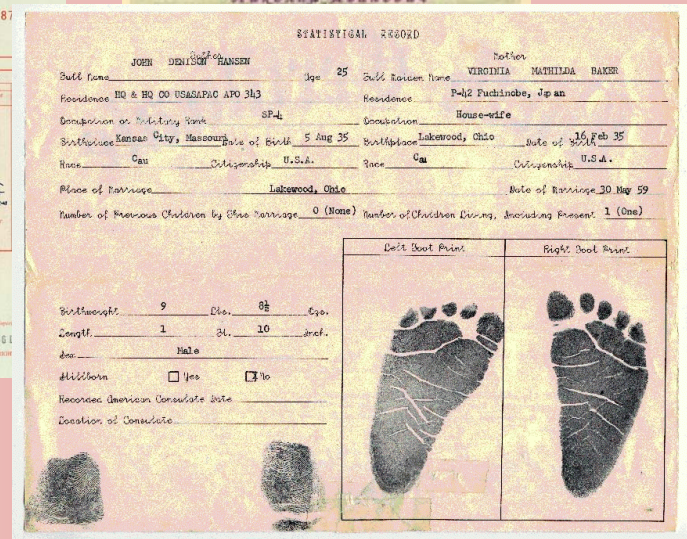 87
STATISTICAL RECORD
Father Mother
Full Name JOHN DENISON HANSEN Age 25 Full Maiden Name VIRGINIA MATHILDA BAKER
Residence HQ & HQ CO USASAPAC APO 343 Residence P-42 Fuchinobe, Japan
Occupation or Military Rank SP-4 Occupation House-wife
Birthplace Kansas City, Massouri Date of Birth 5 Aug 35 Birthplace Lakewood, Ohio Date of Birth 16 Feb 35
Race Cau Citizenship U.S.A. Race Cau Citizenship U.S.A.
Place of Marriage Lakewood, Ohio Date of Marriage 30 May 59
Number of Previous Children by This Marriage 0 (None) Number of Children Living, Including Present 1 (One)
Left Foot Print Right Foot Print
Birthweight 9 Lbs. 8½ Ozs.
Length 1 Ft. 10 Inch.
Sex Male
Stillborn Yes X No
Recorded American Consulate Date
Location of Consulate